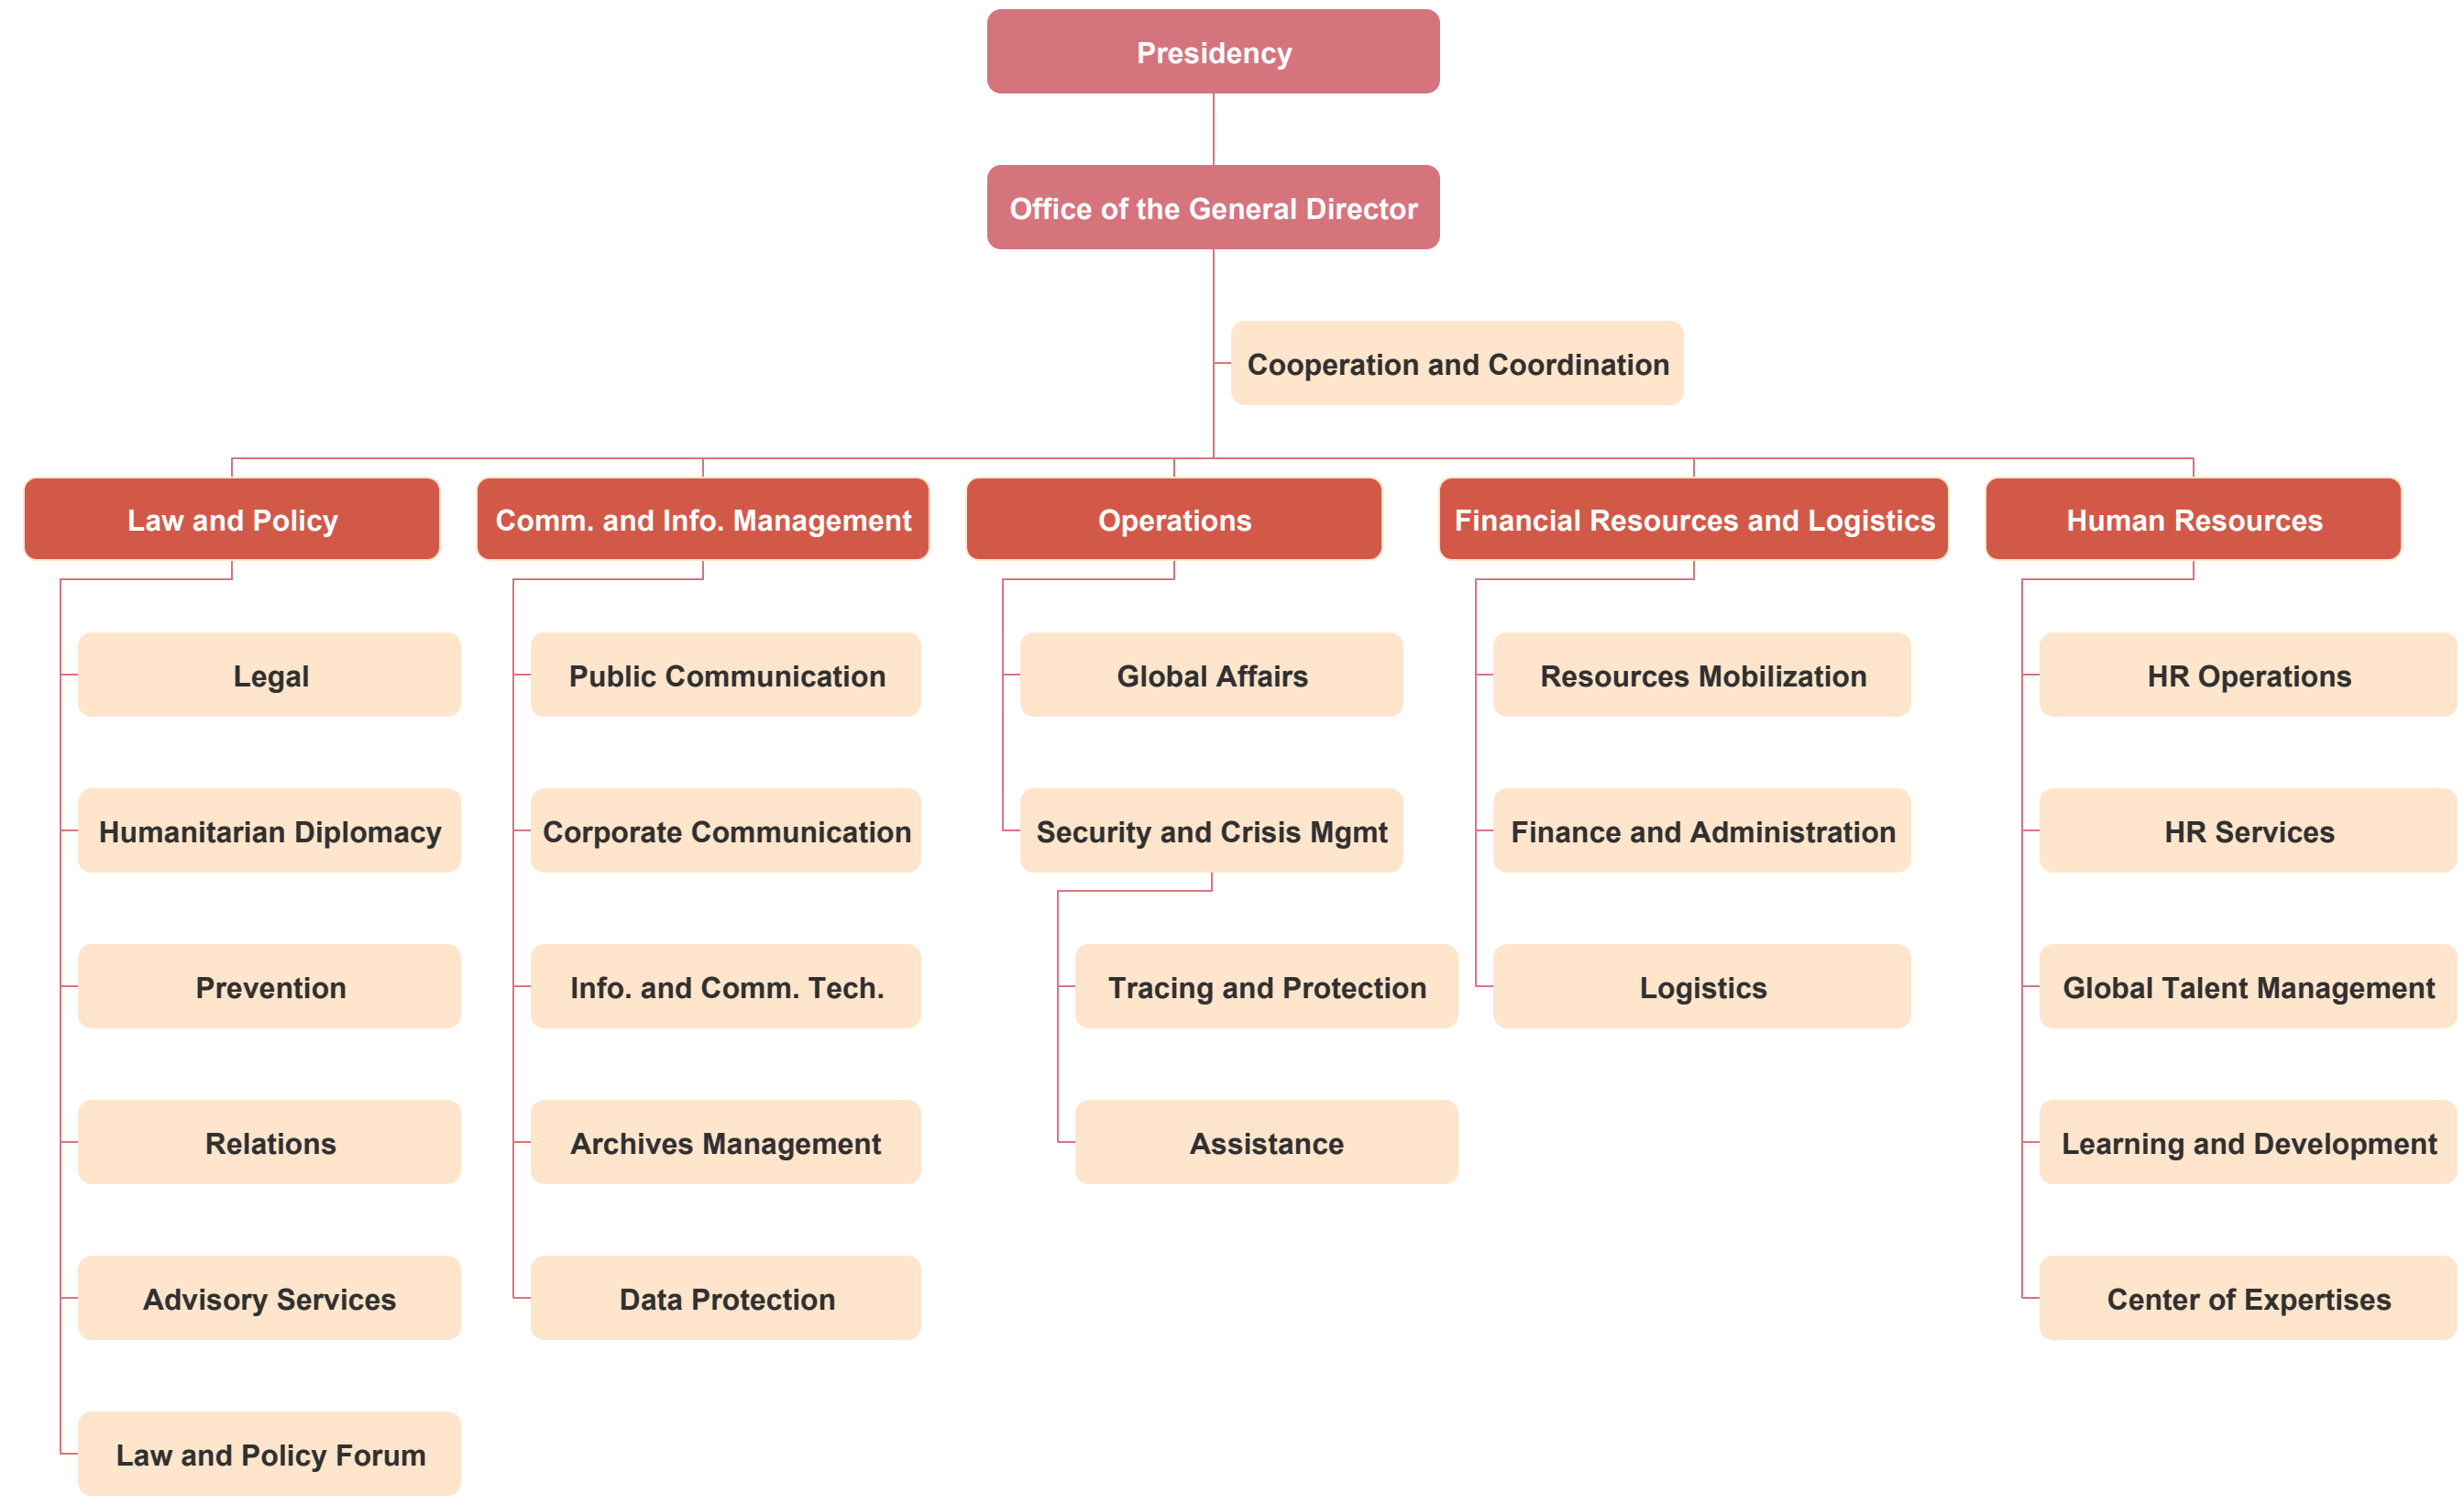 Presidency
Office of the General Director
Cooperation and Coordination
Law and Policy
Comm. and Info. Management
Operations
Financial Resources and Logistics
Human Resources
Legal
Humanitarian Diplomacy
Prevention
Relations
Advisory Services
Law and Policy Forum
Public Communication
Corporate Communication
Info. and Comm. Tech.
Archives Management
Data Protection
Global Affairs
Security and Crisis Mgmt
Tracing and Protection
Assistance
Resources Mobilization
Finance and Administration
Logistics
HR Operations
HR Services
Global Talent Management
Learning and Development
Center of Expertises